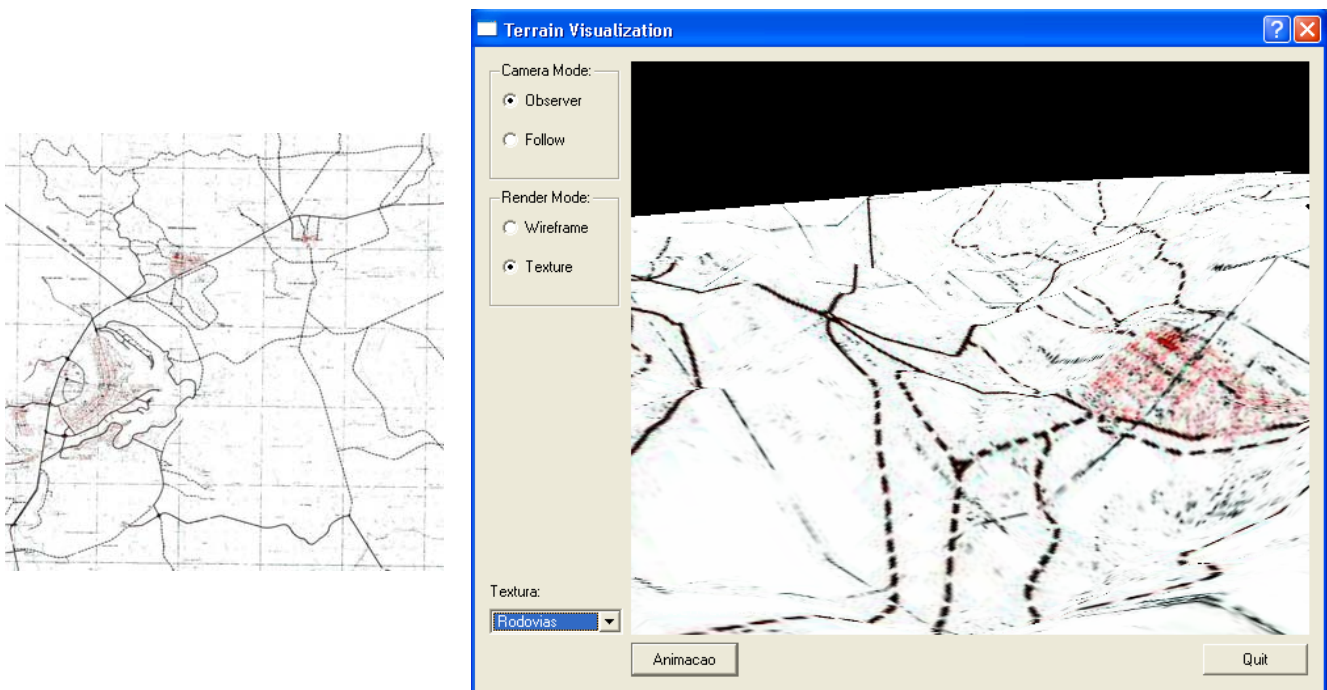 Terrain Visualization
Camera Mode:
Observer
Follow
Render Mode:
Wireframe
Texture
Textura:
Rodovias
Animacao
Quit